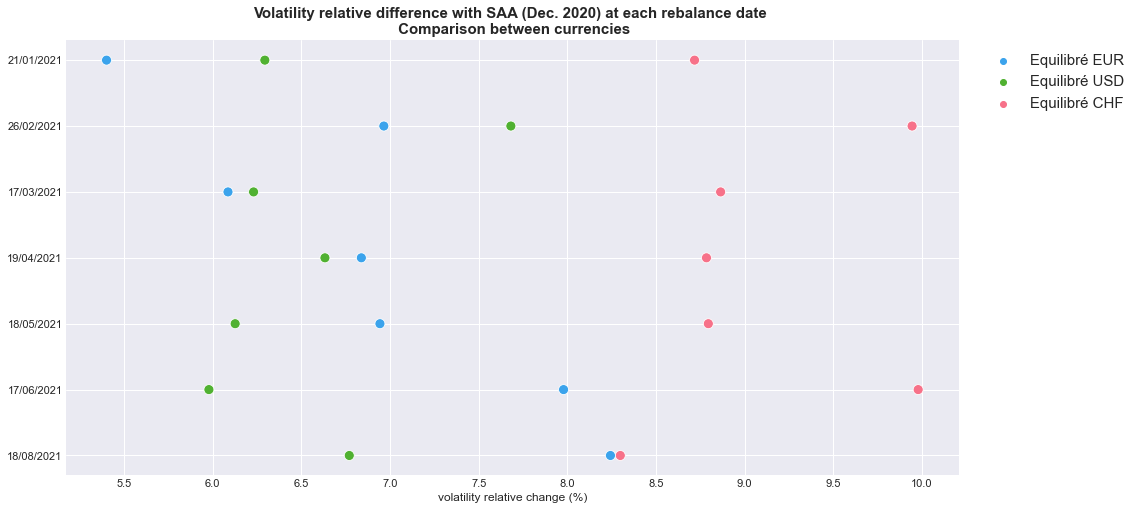 Volatility relative difference with SAA (Dec. 2020) at each rebalance date
Comparison between currencies
21/01/2021
26/02/2021
17/03/2021
19/04/2021
18/05/2021
17/06/2021
18/08/2021
5.5 6.0 6.5 7.0 7.5 8.0 8.5 9.0 9.5 10.0
volatility relative change (%)
Equilibré EUR
Equilibré USD
Equilibré CHF